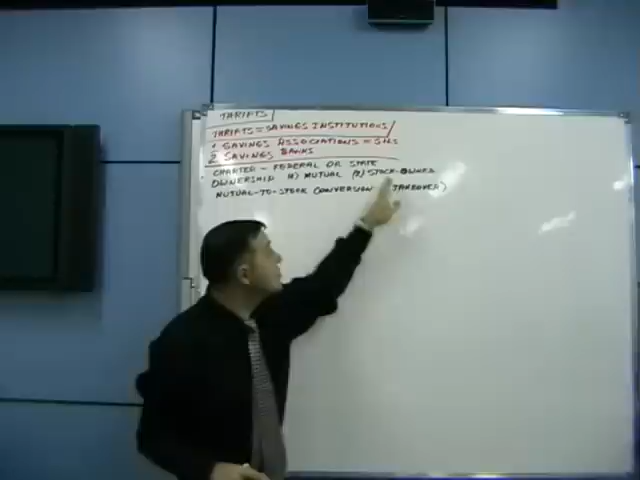 THRIFTS
THRIFTS = SAVINGS INSTITUTIONS
1 SAVINGS ASSOCIATIONS = S&LS
2 SAVINGS BANKS
CHARTER - FEDERAL OR STATE
OWNERSHIP (1) MUTUAL (2) STOCK-OWNED
MUTUAL-TO-STOCK CONVERSION TAKEOVER)